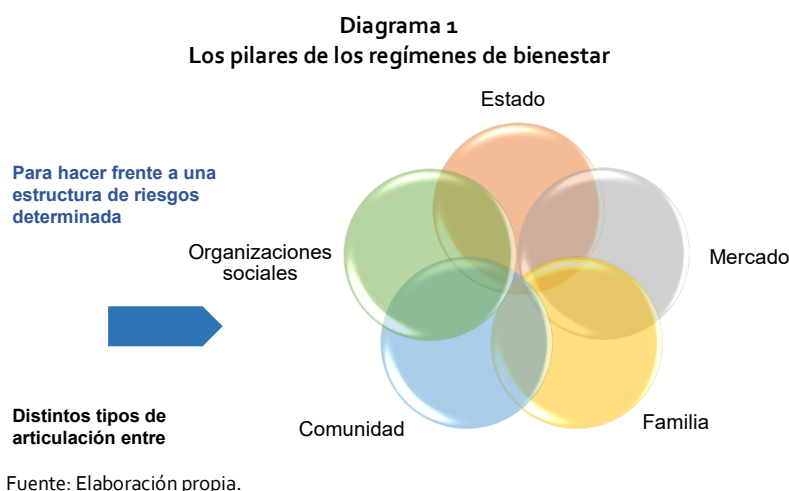 Diagrama 1
Los pilares de los regímenes de bienestar
Estado
Para hacer frente a una
estructura de riesgos
determinada
Organizaciones
sociales
Mercado
Distintos tipos de
articulación entre
Comunidad
Familia
Fuente: Elaboración propia.